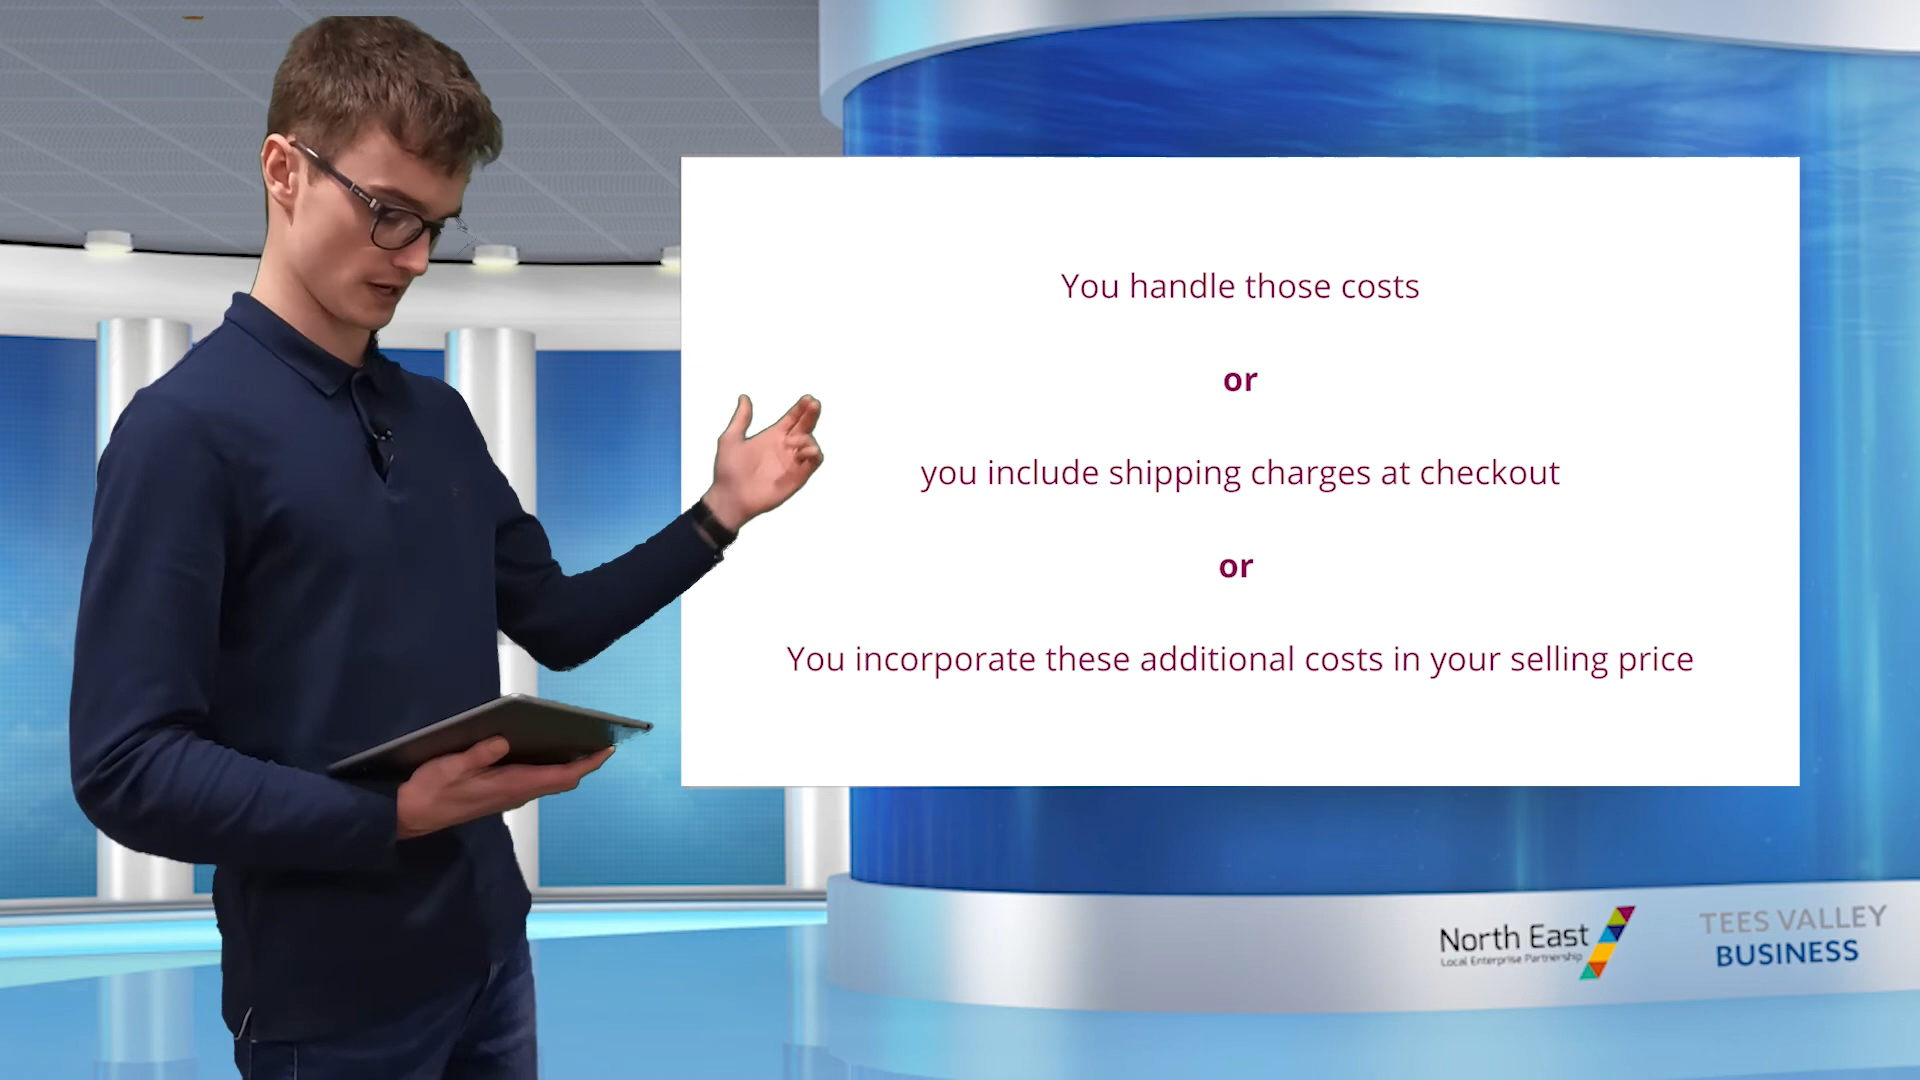 You handle those costs
or
you include shipping charges at checkout
or
You incorporate these additional costs in your selling price
North East
Local Enterprise Partnership
TEES VALLEY
BUSINESS